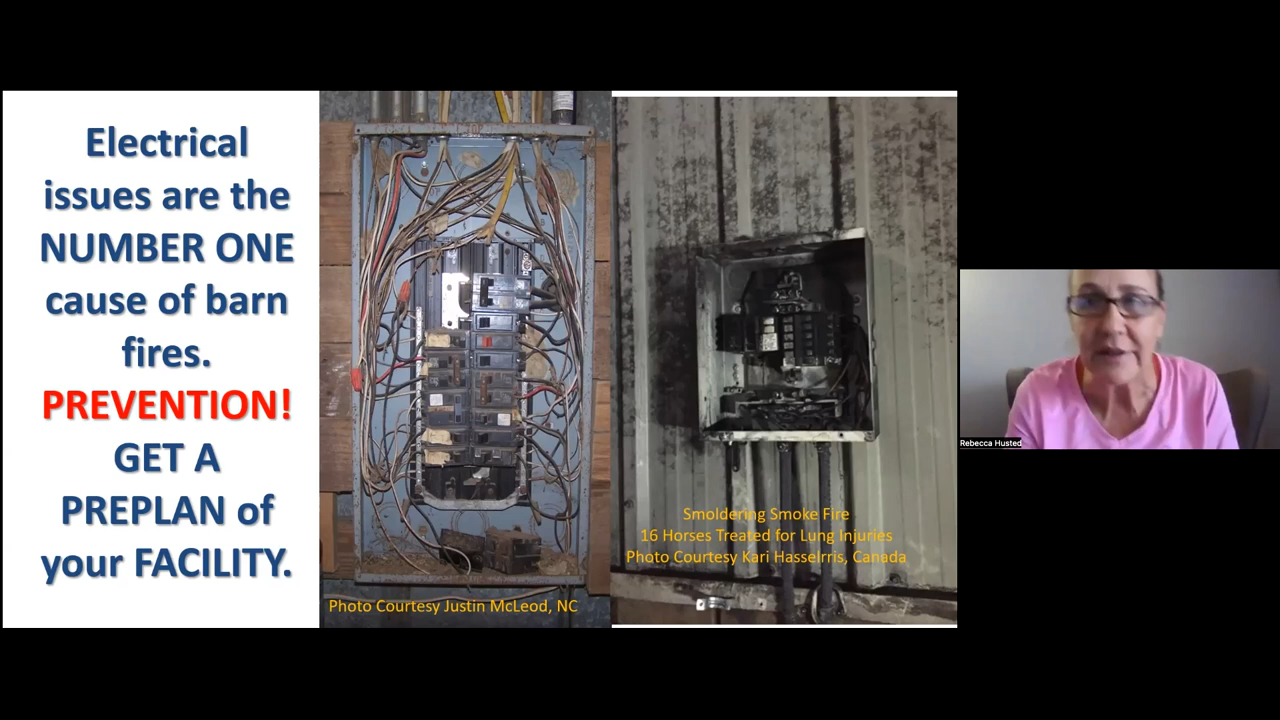 Electrical
issues are the
NUMBER ONE
cause of barn
fires.
PREVENTION!
GET A
PREPLAN of
your FACILITY.
Photo Courtesy Justin McLeod, NC
Smoldering Smoke Fire
16 Horses Treated for Lung Injuries
Photo Courtesy Kari Hasselrris, Canada
Rebecca Husted